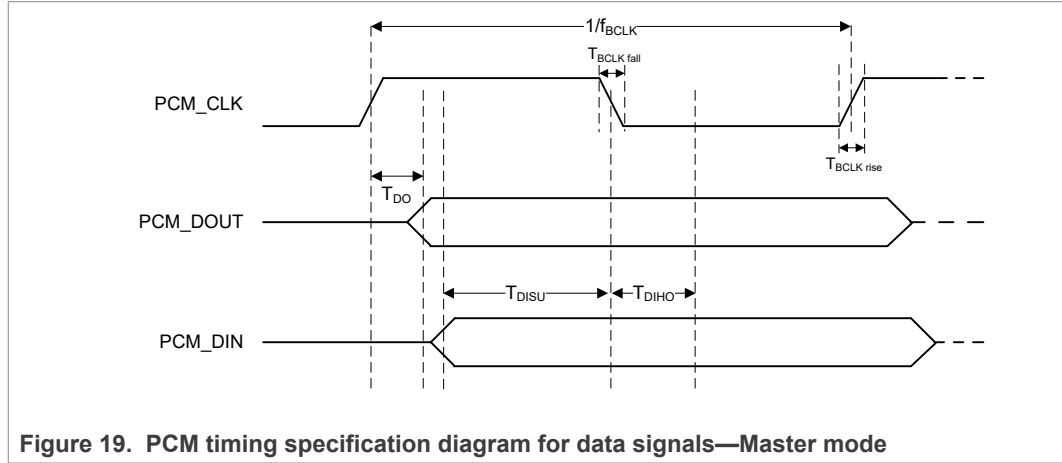 1/fBCLK
TBCLK fall
PCM_CLK
TBCLK rise
TDO
PCM_DOUT
TDISU
TDIHO
PCM_DIN
Figure 19. PCM timing specification diagram for data signals—Master mode